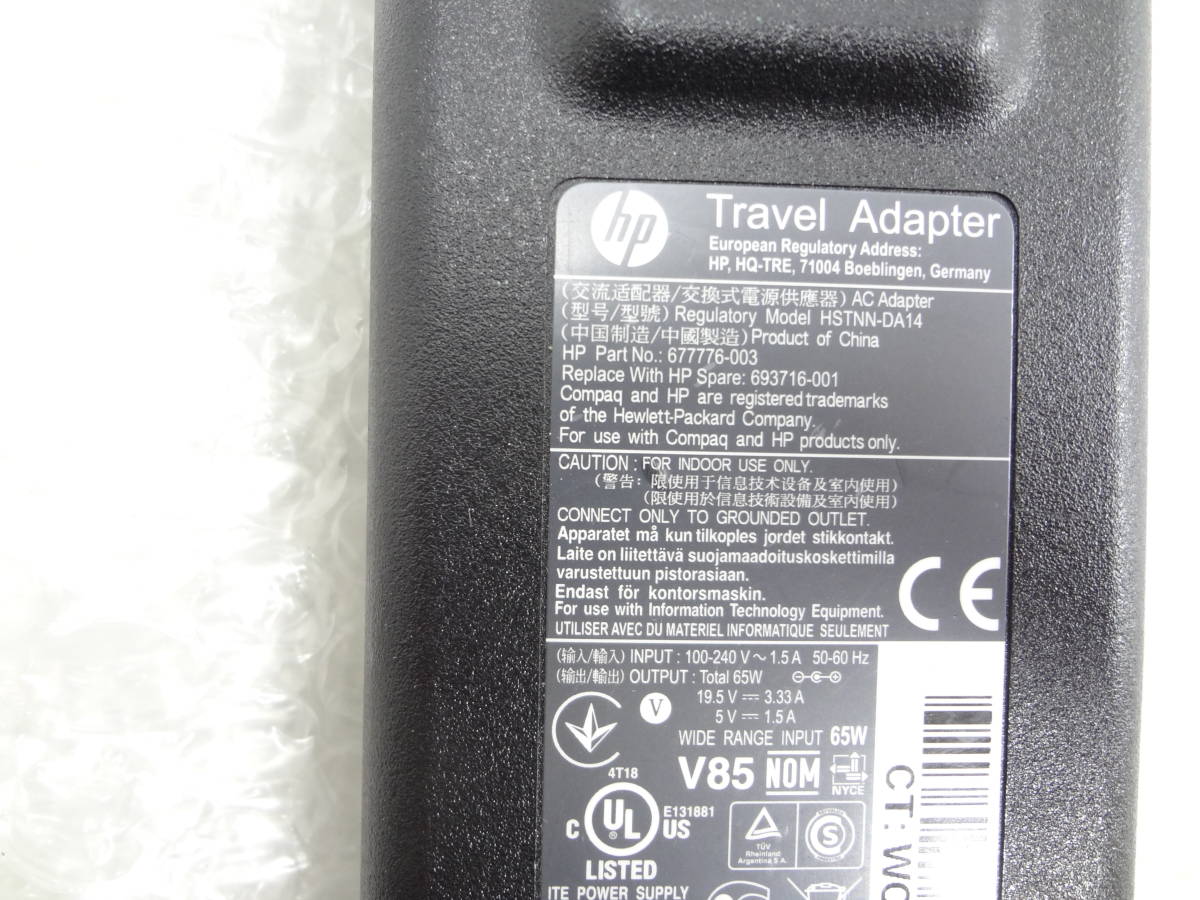 hp
Travel Adapter
European Regulatory Address:
HP, HQ-TRE, 71004 Boeblingen, Germany
(交流适配器/交換式電源供應器) AC Adapter
(型号/型號) Regulatory Model HSTNN-DA14
(中国制造/中國製造) Product of China
HP Part No.: 677776-003
Replace With HP Spare: 693716-001
Compaq and HP are registered trademarks
of the Hewlett-Packard Company.
For use with Compaq and HP products only.
CAUTION : FOR INDOOR USE ONLY.
(警告: 限使用于信息技术设备及室内使用)
(限使用於信息技術設備及室內使用)
CONNECT ONLY TO GROUNDED OUTLET.
Apparatet må kun tilkoples jordet stikkontakt.
Laite on liitettävä suojamaadoituskoskettimilla
varustettuun pistorasiaan.
Endast för kontorsmaskin.
For use with Information Technology Equipment.
UTILISER AVEC DU MATERIEL INFORMATIQUE SEULEMENT
CE
(输入/輸入) INPUT : 100-240 V~ 1.5 A 50-60 Hz
(输出/輸出) OUTPUT : Total 65W
19.5 V ⎓ 3.33 A
5 V ⎓ 1.5 A
V
WIDE RANGE INPUT 65W
4T18
V85 NOM NYCE
C UL ® US E131881
LISTED
TÜV
Rheinland
Argentina S A.
S
ITE POWER SUPPLY
CT: WC